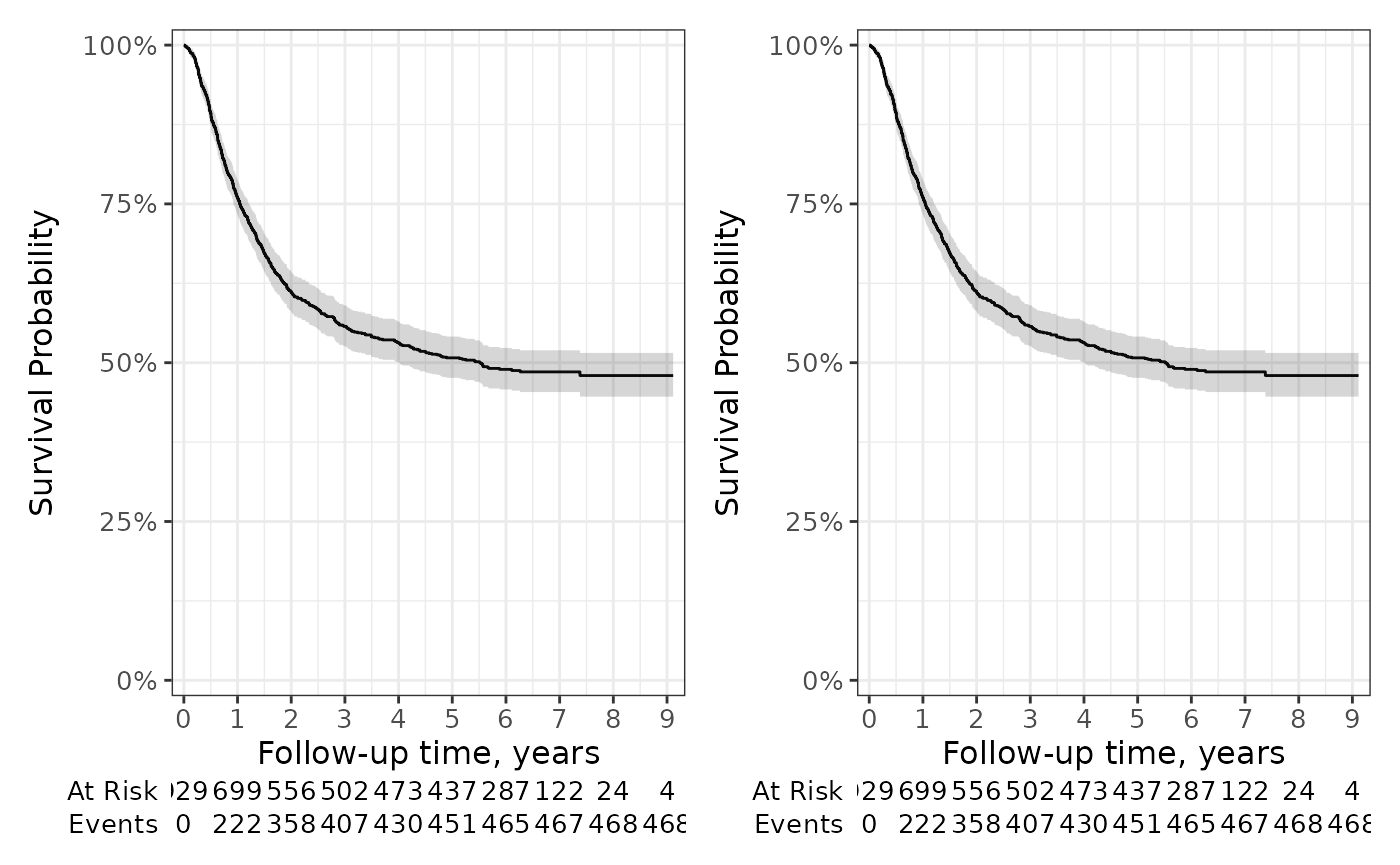 100%
75%
50%
25%
0%
Survival Probability
0 1 2 3 4 5 6 7 8 9
Follow-up time, years
At Risk 29 699 556 502 473 437 287 122 24 4
Events 0 222 358 407 430 451 465 467 468 468
100%
75%
50%
25%
0%
Survival Probability
0 1 2 3 4 5 6 7 8 9
Follow-up time, years
At Risk 29 699 556 502 473 437 287 122 24 4
Events 0 222 358 407 430 451 465 467 468 468